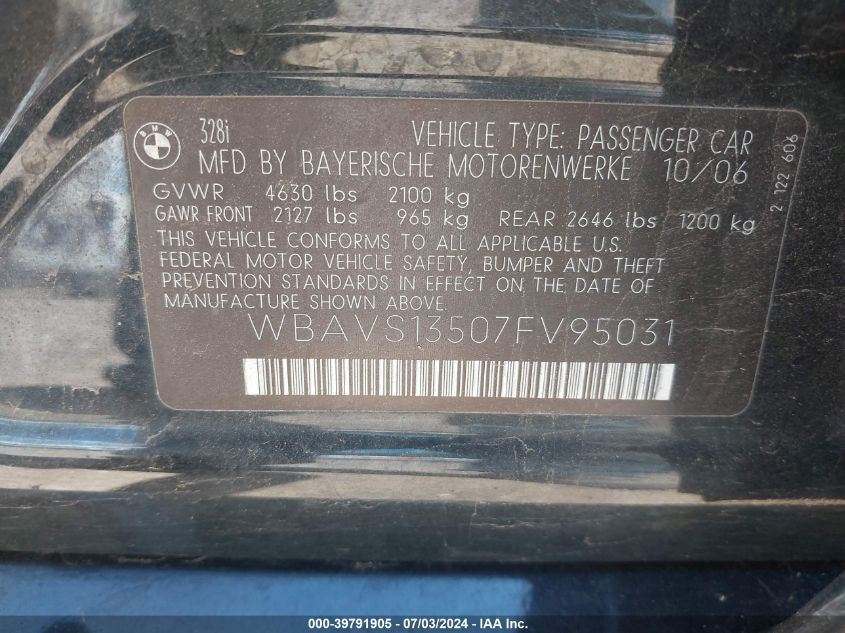 BMW
328i
VEHICLE TYPE: PASSENGER CAR
MFD BY BAYERISCHE MOTORENWERKE 10/06
GVWR 4630 lbs 2100 kg
GAWR FRONT 2127 lbs 965 kg REAR 2646 lbs 1200 kg
THIS VEHICLE CONFORMS TO ALL APPLICABLE U.S.
FEDERAL MOTOR VEHICLE SAFETY, BUMPER AND THEFT
PREVENTION STANDARDS IN EFFECT ON THE DATE OF
MANUFACTURE SHOWN ABOVE.
WBAVS13507FV95031
2 122 606
000-39791905 - 07/03/2024 - IAA Inc.